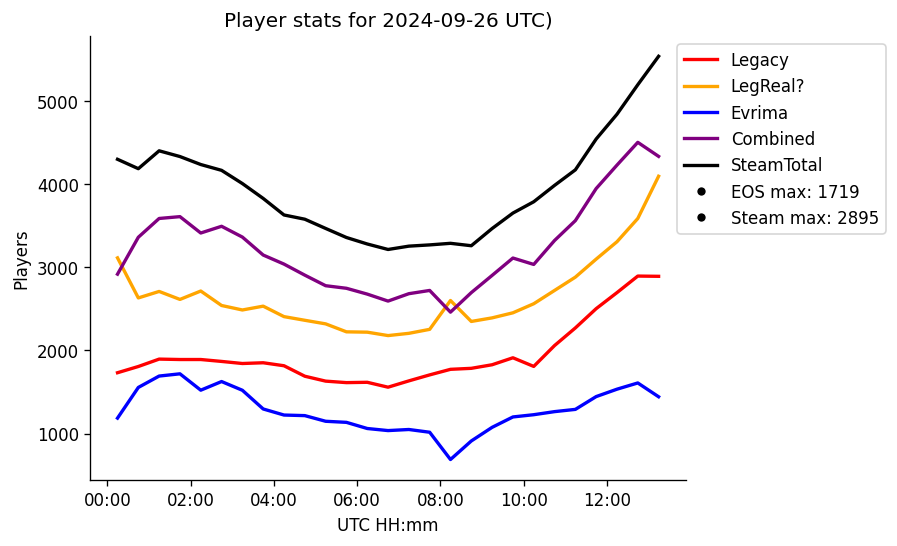 Player stats for 2024-09-26 UTC)
Legacy
LegReal?
Evrima
Combined
SteamTotal
EOS max: 1719
Steam max: 2895
Players
5000
4000
3000
2000
1000
00:00 02:00 04:00 06:00 08:00 10:00 12:00
UTC HH:mm